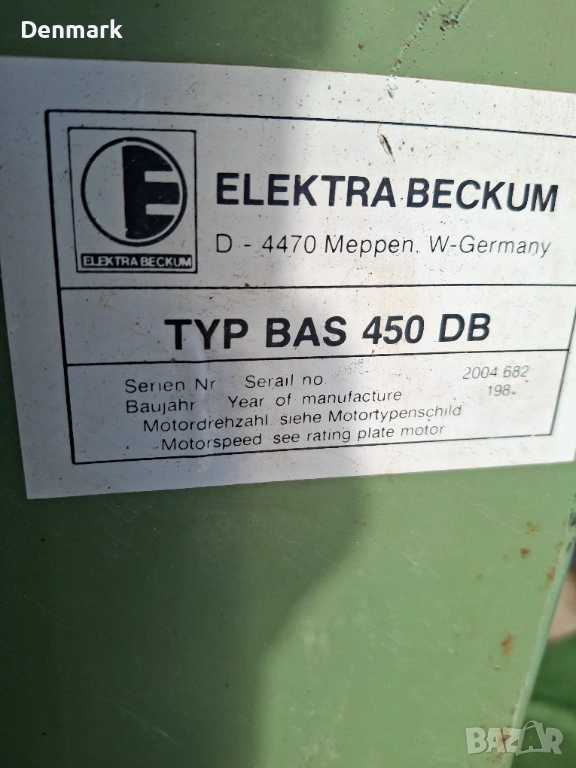 Denmark
ELEKTRA BECKUM
ELEKTRA BECKUM
D - 4470 Meppen. W-Germany
TYP BAS 450 DB
Serien Nr Serail no. 2004 682
Baujahr Year of manufacture 198
Motordrehzahl siehe Motortypenschild
Motorspeed see rating plate motor
BAZAR